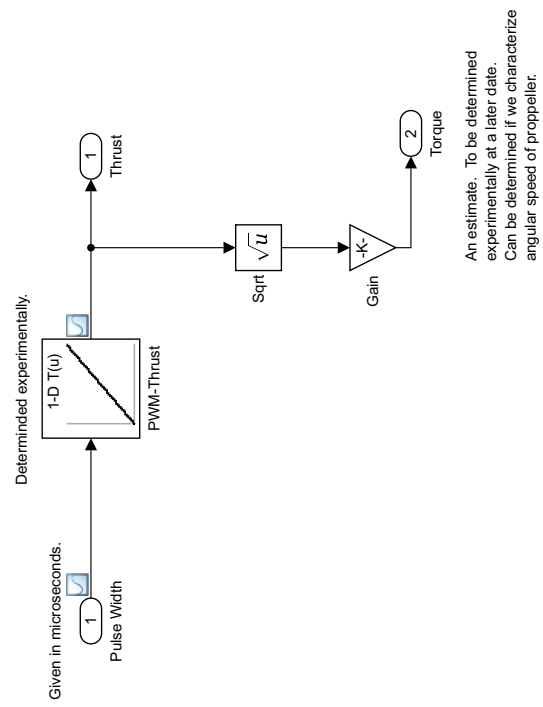 Determinded experimentally.
Given in microseconds.
1
Pulse Width
1-D T(u)
PWM-Thrust
1
Thrust
√u
Sqrt
-K-
Gain
2
Torque
An estimate.  To be determined
experimentally at a later date.
Can be determined if we characterize
angular speed of proppeller.